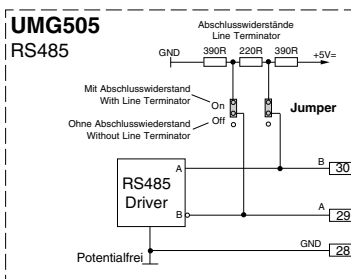 UMG505
RS485
Abschlusswiderstände
Line Terminator
GND
390R
220R
390R
+5V=
Mit Abschlusswiderstand
With Line Terminator
On
Off
Ohne Abschlusswiederstand
Without Line Terminator
Jumper
RS485
Driver
A
B
B
30
A
29
GND
28
Potentialfrei